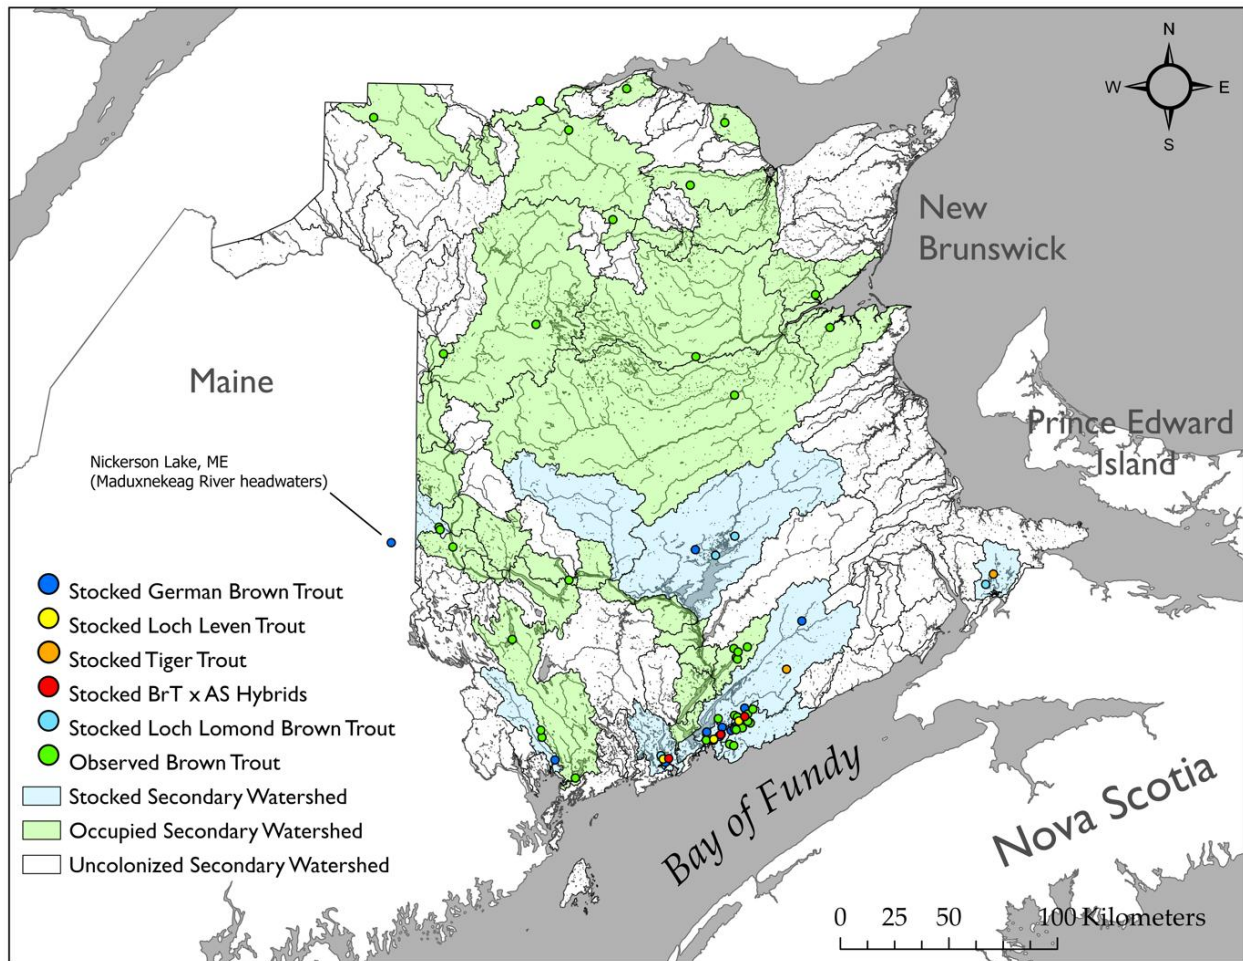 N
W E
S
New
Brunswick
Maine
Prince Edward
Island
Nickerson Lake, ME
(Maduxnekeag River headwaters)
Stocked German Brown Trout
Stocked Loch Leven Trout
Stocked Tiger Trout
Stocked BrT x AS Hybrids
Stocked Loch Lomond Brown Trout
Observed Brown Trout
Stocked Secondary Watershed
Occupied Secondary Watershed
Uncolonized Secondary Watershed
Bay of Fundy
Nova Scotia
0 25 50 100 Kilometers